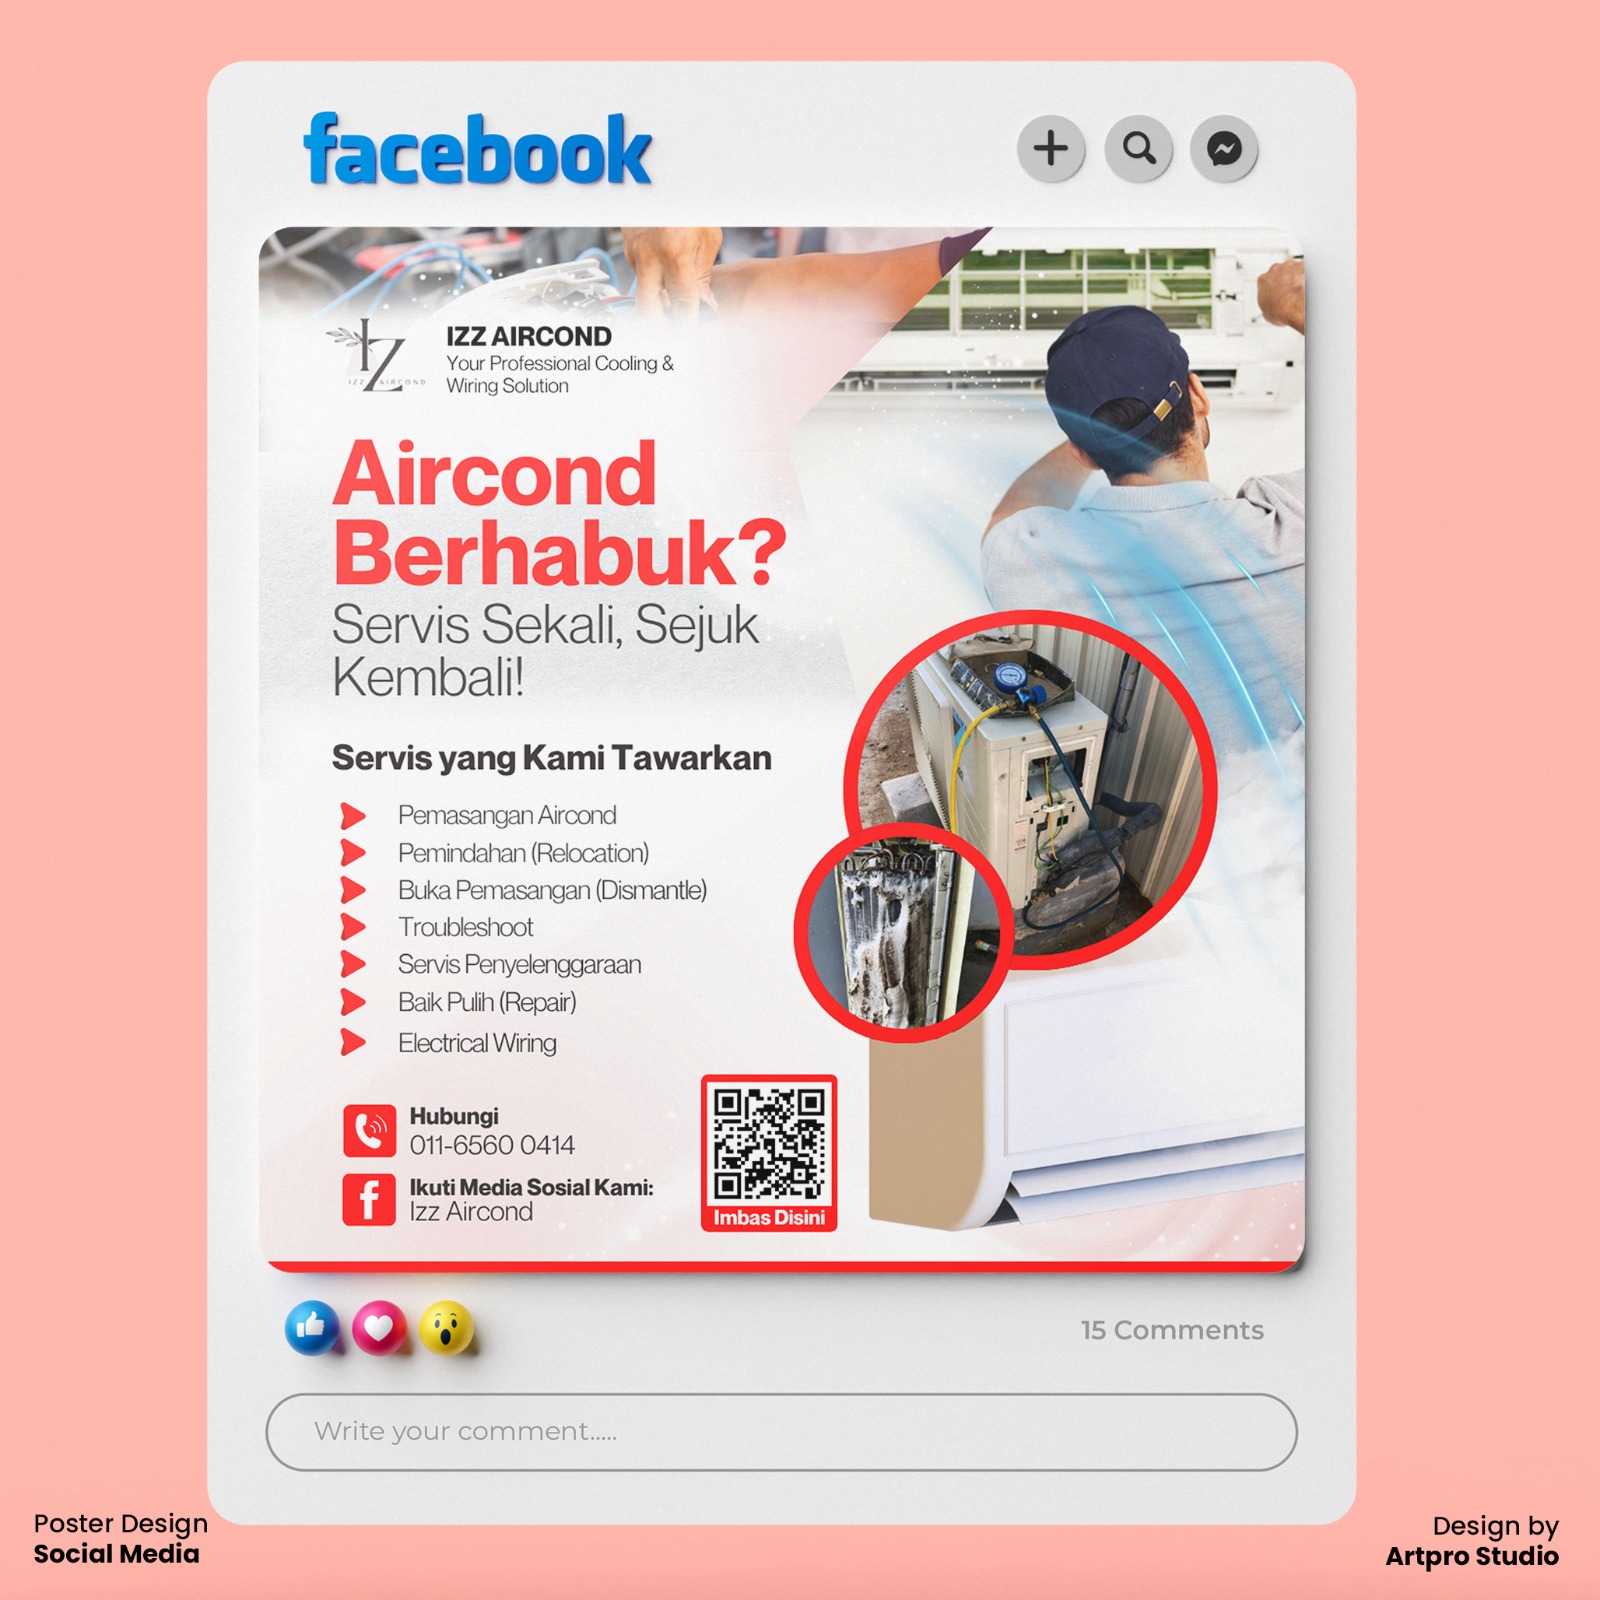 facebook
IZ
IZZ AIRCOND
IZZ AIRCOND
Your Professional Cooling &
Wiring Solution
Aircond
Berhabuk?
Servis Sekali, Sejuk
Kembali!
Servis yang Kami Tawarkan
Pemasangan Aircond
Pemindahan (Relocation)
Buka Pemasangan (Dismantle)
Troubleshoot
Servis Penyelenggaraan
Baik Pulih (Repair)
Electrical Wiring
Hubungi
011-6560 0414
Ikuti Media Sosial Kami:
Izz Aircond
Imbas Disini
15 Comments
Write your comment.....
Poster Design
Social Media
Design by
Artpro Studio